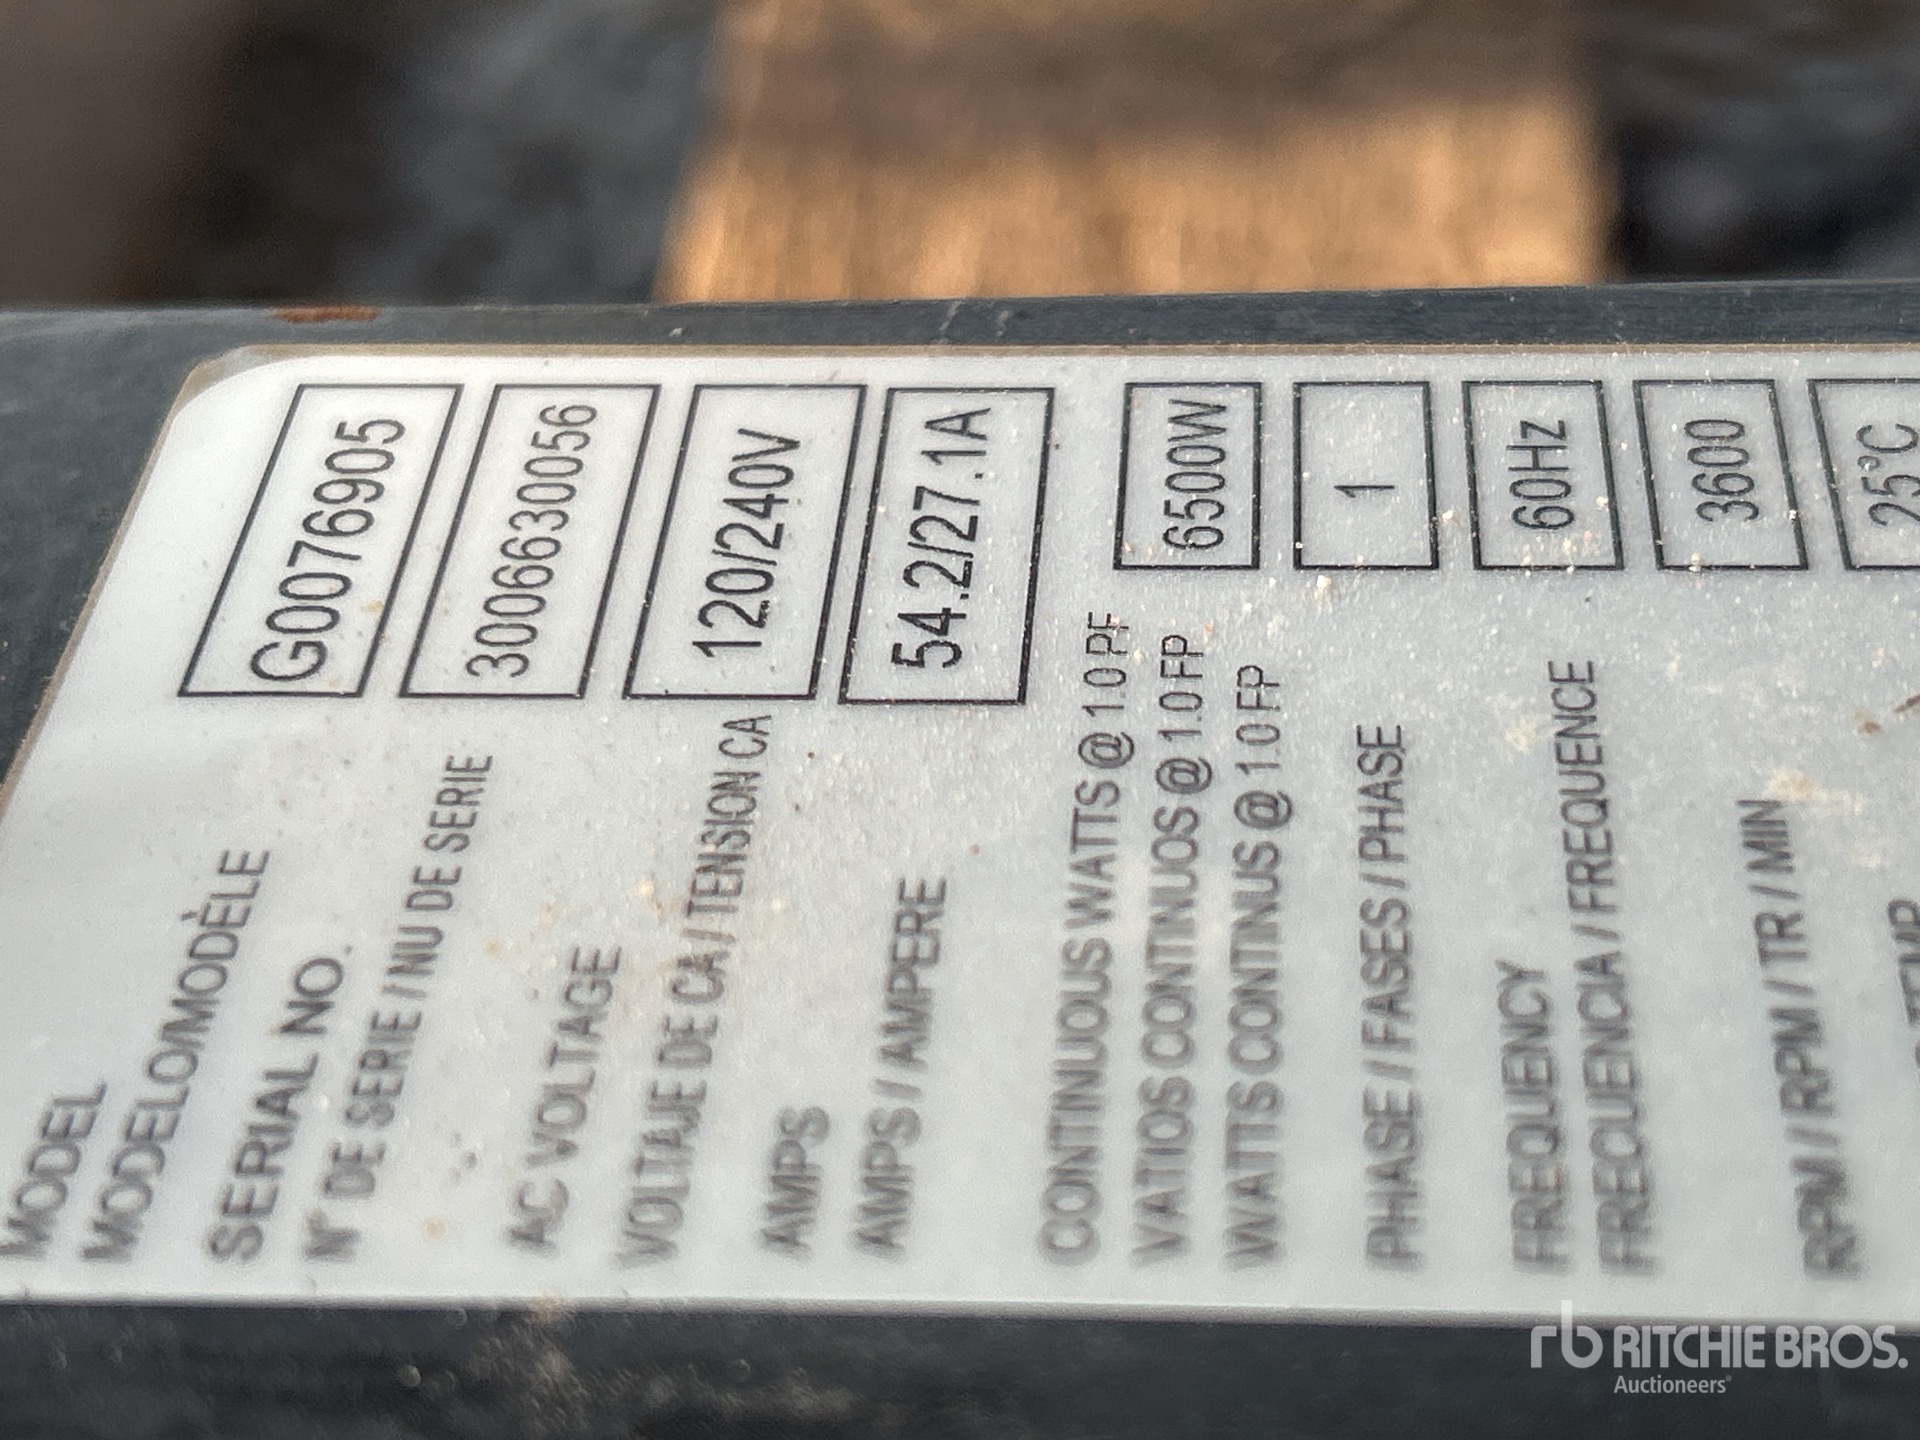 MODEL
MODELO/MODÈLE
G0076905
SERIAL NO.
N° DE SERIE / NU DE SERIE
3006630056
AC VOLTAGE
VOLTAJE DE CA / TENSION CA
120/240V
AMPS
AMPS / AMPERE
54.2/27.1A
CONTINUOUS WATTS @ 1.0 PF
VATIOS CONTINUOS @ 1.0 FP
WATTS CONTINUS @ 1.0 FP
6500W
PHASE / FASES / PHASE
1
FREQUENCY
FRECUENCIA / FREQUENCE
60Hz
RPM / RPM / TR / MIN
3600
25°C
rb RITCHIE BROS.
Auctioneers